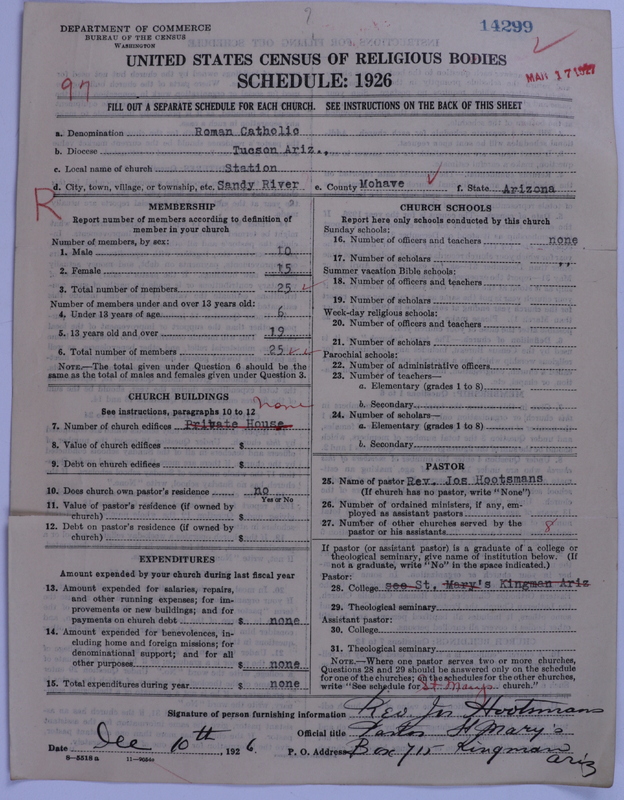 9
14299
DEPARTMENT OF COMMERCE
BUREAU OF THE CENSUS
WASHINGTON
UNITED STATES CENSUS OF RELIGIOUS BODIES
SCHEDULE: 1926
MAR 17 1927
97
FILL OUT A SEPARATE SCHEDULE FOR EACH CHURCH. SEE INSTRUCTIONS ON THE BACK OF THIS SHEET
a. Denomination Roman Catholic
b. Diocese Tucson Ariz.,
c. Local name of church Station
d. City, town, village, or township, etc. Sandy River e. County Mohave f. State Arizona
R
MEMBERSHIP
Report number of members according to definition of
member in your church
Number of members, by sex:
1. Male 10
2. Female 15
3. Total number of members 25
Number of members under and over 13 years old:
4. Under 13 years of age 6
5. 13 years old and over 19
6. Total number of members 25
NOTE.—The total given under Question 6 should be
same as the total of males and females given under Question 3.
CHURCH BUILDINGS
See instructions, paragraphs 10 to 12
none
7. Number of church edifices Private House
8. Value of church edifices $
9. Debt on church edifices $
10. Does church own pastor's residence no
Yes or No
11. Value of pastor's residence (if owned by
church) $
12. Debt on pastor's residence (if owned by
church) $
EXPENDITURES
Amount expended by your church during last fiscal year
13. Amount expended for salaries, repairs,
and other running expenses; for im-
provements or new buildings; and for
payments on church debt $ none
14. Amount expended for benevolences, in-
cluding home and foreign missions; for
denominational support; and for all
other purposes $ none
15. Total expenditures during year $ none
CHURCH SCHOOLS
Report here only schools conducted by this church
Sunday schools:
16. Number of officers and teachers none
17. Number of scholars ,,
Summer vacation Bible schools:
18. Number of officers and teachers
19. Number of scholars
Week-day religious schools:
20. Number of officers and teachers
21. Number of scholars
Parochial schools:
22. Number of administrative officers
23. Number of teachers—
a. Elementary (grades 1 to 8)
b. Secondary
24. Number of scholars—
a. Elementary (grades 1 to 8)
b. Secondary
PASTOR
25. Name of pastor Rev. Jos Hootsmans
(If church has no pastor, write "None")
26. Number of ordained ministers, if any, em-
ployed as assistant pastors
27. Number of other churches served by the
pastor or his assistants 8
If pastor (or assistant pastor) is a graduate of a college or
theological seminary, give name of institution below. (If
not a graduate, write "No" in the space indicated.)
Pastor:
28. College see St. Mary's Kingman Ariz
29. Theological seminary
Assistant pastor:
30. College
31. Theological seminary
NOTE.—Where one pastor serves two or more churches,
Questions 28 and 29 should be answered only on the schedule
for one of the churches; on the schedules for the other churches,
write "See schedule for St Marys church."
Signature of person furnishing information Rev Jos Hootsmans
Official title Pastor St Mary's
Date Dec 10th, 1926. P. O. Address Box 715 Kingman
Ariz
8—5518 a 11—9054